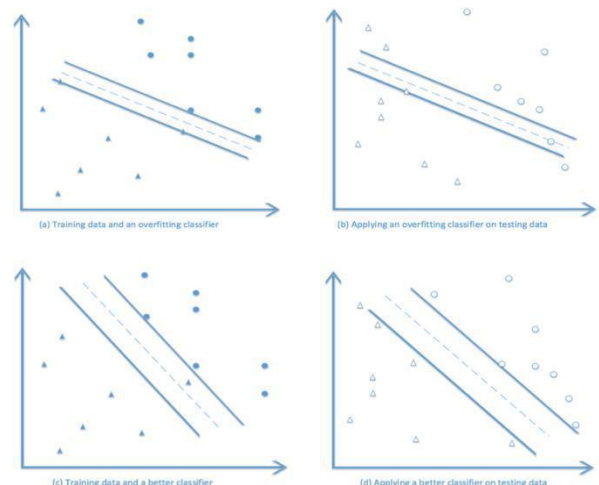 (a) Training data and an overfitting classifier
(b) Applying an overfitting classifier on testing data
(c) Training data and a better classifier
(d) Applying a better classifier on testing data